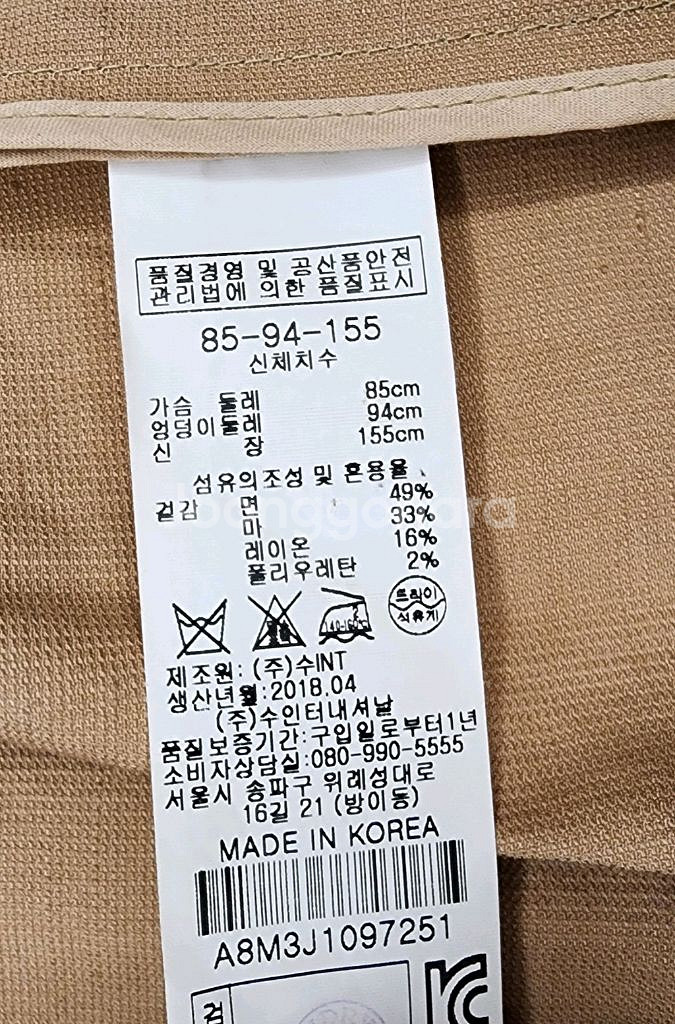 품질경영 및 공산품안전
관리법에 의한 품질표시
85-94-155
신체치수
가슴 둘레 85cm
엉덩이둘레 94cm
신 장 155cm
섬유의조성 및 혼용율
겉감 면 49%
마 33%
레이온 16%
폴리우레탄 2%
드라이
석유계
2
140-160℃
제조원: (주)수INT
생산년월:2018.04
(주)수인터내셔날
품질보증기간:구입일로부터1년
소비자상담실:080-990-5555
서울시 송파구 위례성대로
16길 21 (방이동)
MADE IN KOREA
A8M3J1097251
검